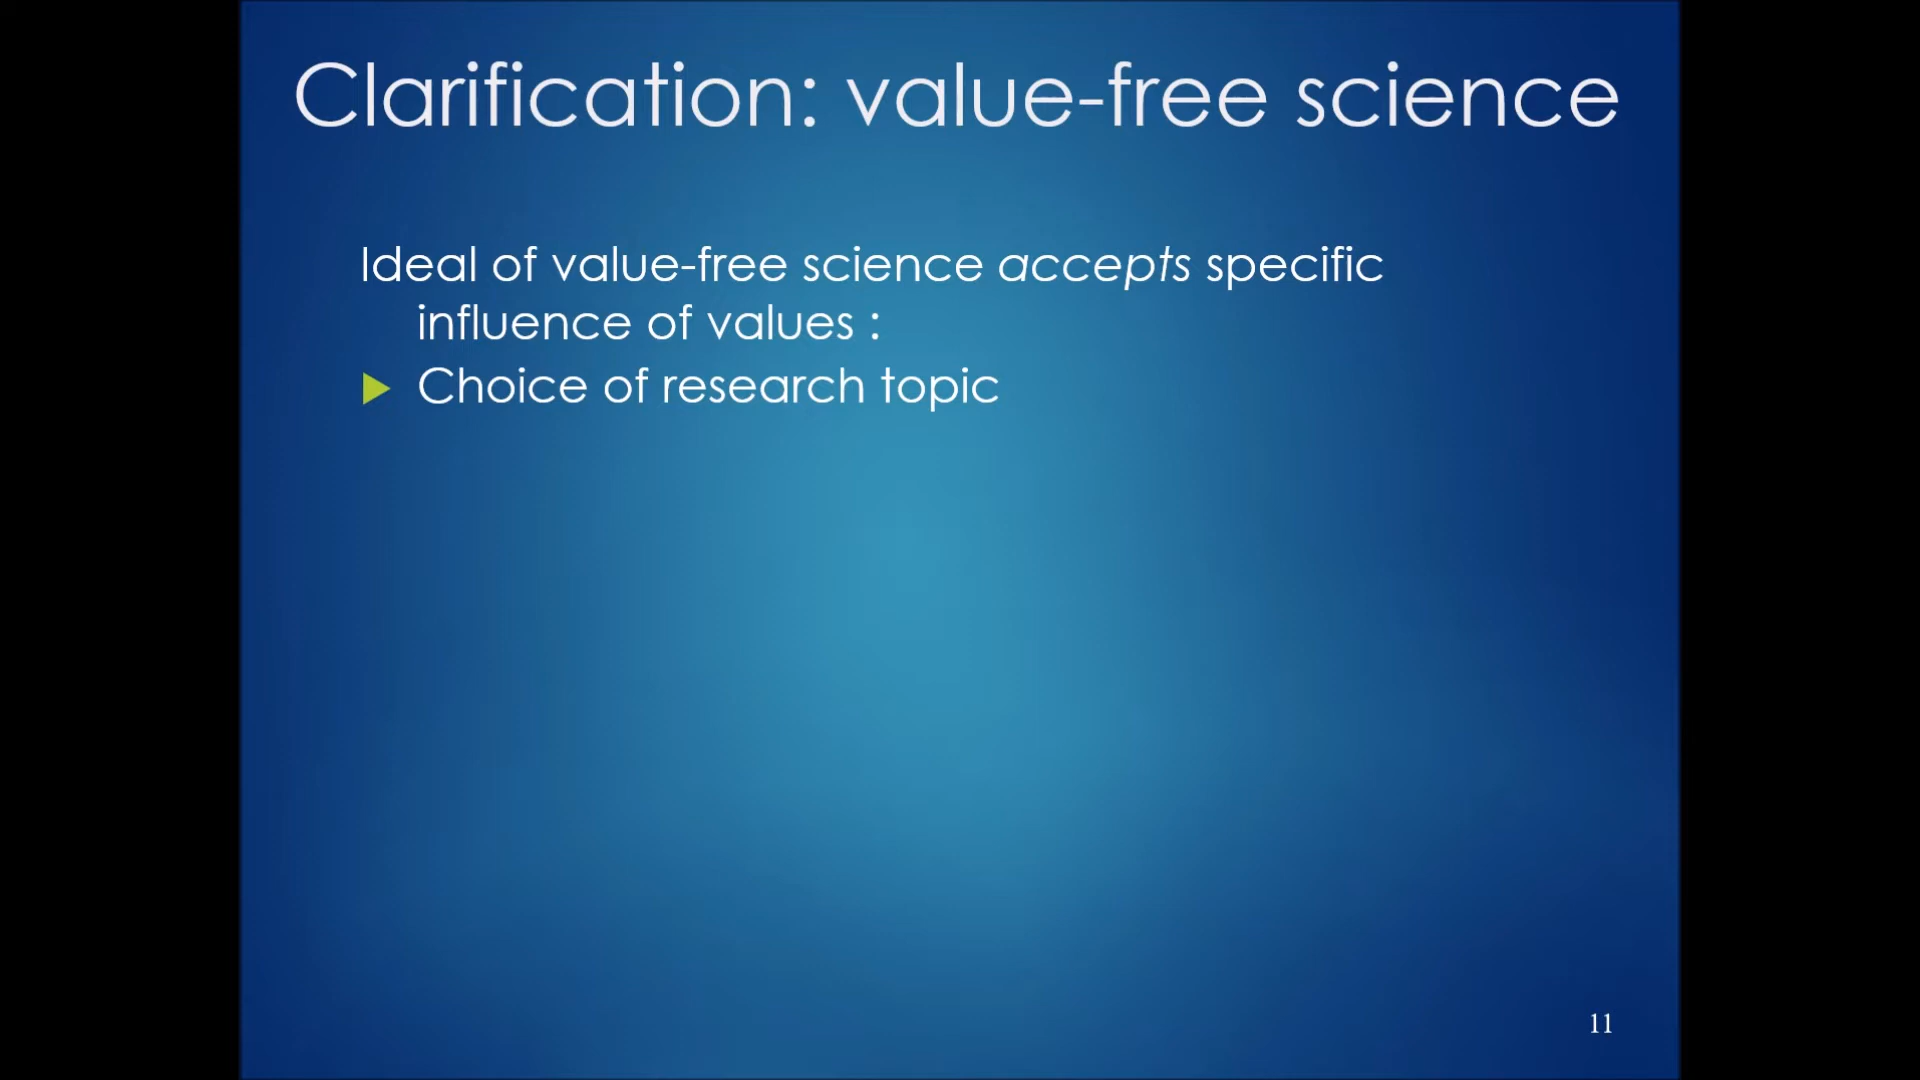 Clarification: value-free science
Ideal of value-free science accepts specific
influence of values :
Choice of research topic
11